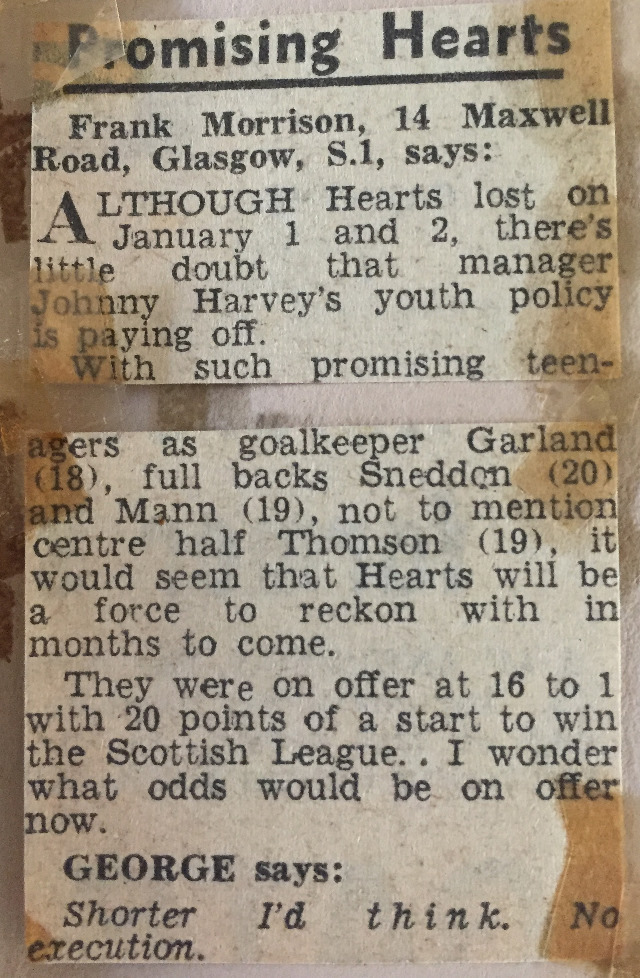 Promising Hearts
Frank Morrison, 14 Maxwell
Road, Glasgow, S.1, says:
ALTHOUGH Hearts lost on
January 1 and 2, there's
little doubt that manager
Johnny Harvey's youth policy
is paying off.
With such promising teen-
agers as goalkeeper Garland
(18), full backs Sneddon (20)
and Mann (19), not to mention
centre half Thomson (19), it
would seem that Hearts will be
a force to reckon with in
months to come.
They were on offer at 16 to 1
with 20 points of a start to win
the Scottish League. . I wonder
what odds would be on offer
now.
GEORGE says:
Shorter I'd think. No
execution.